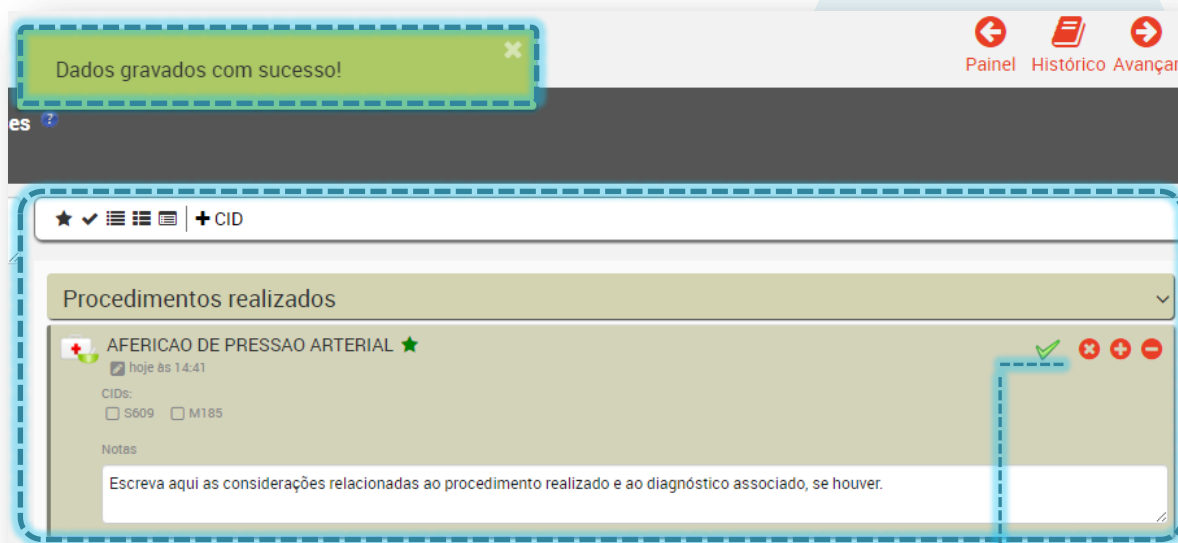 Dados gravados com sucesso!
Painel Histórico Avançar
es
CID
Procedimentos realizados
AFERICAO DE PRESSAO ARTERIAL
hoje às 14:41
CIDs:
S609 M185
Notas
Escreva aqui as considerações relacionadas ao procedimento realizado e ao diagnóstico associado, se houver.